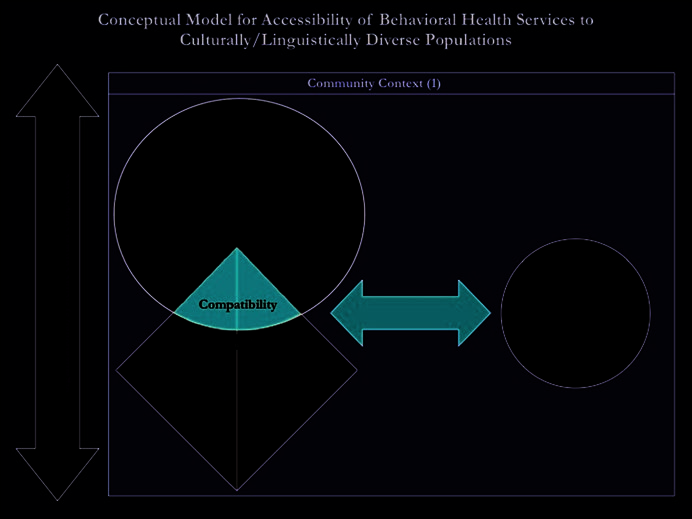 Conceptual Model for Accessibility of Behavioral Health Services to
Culturally/Linguistically Diverse Populations
Community Context (1)
Compatibility